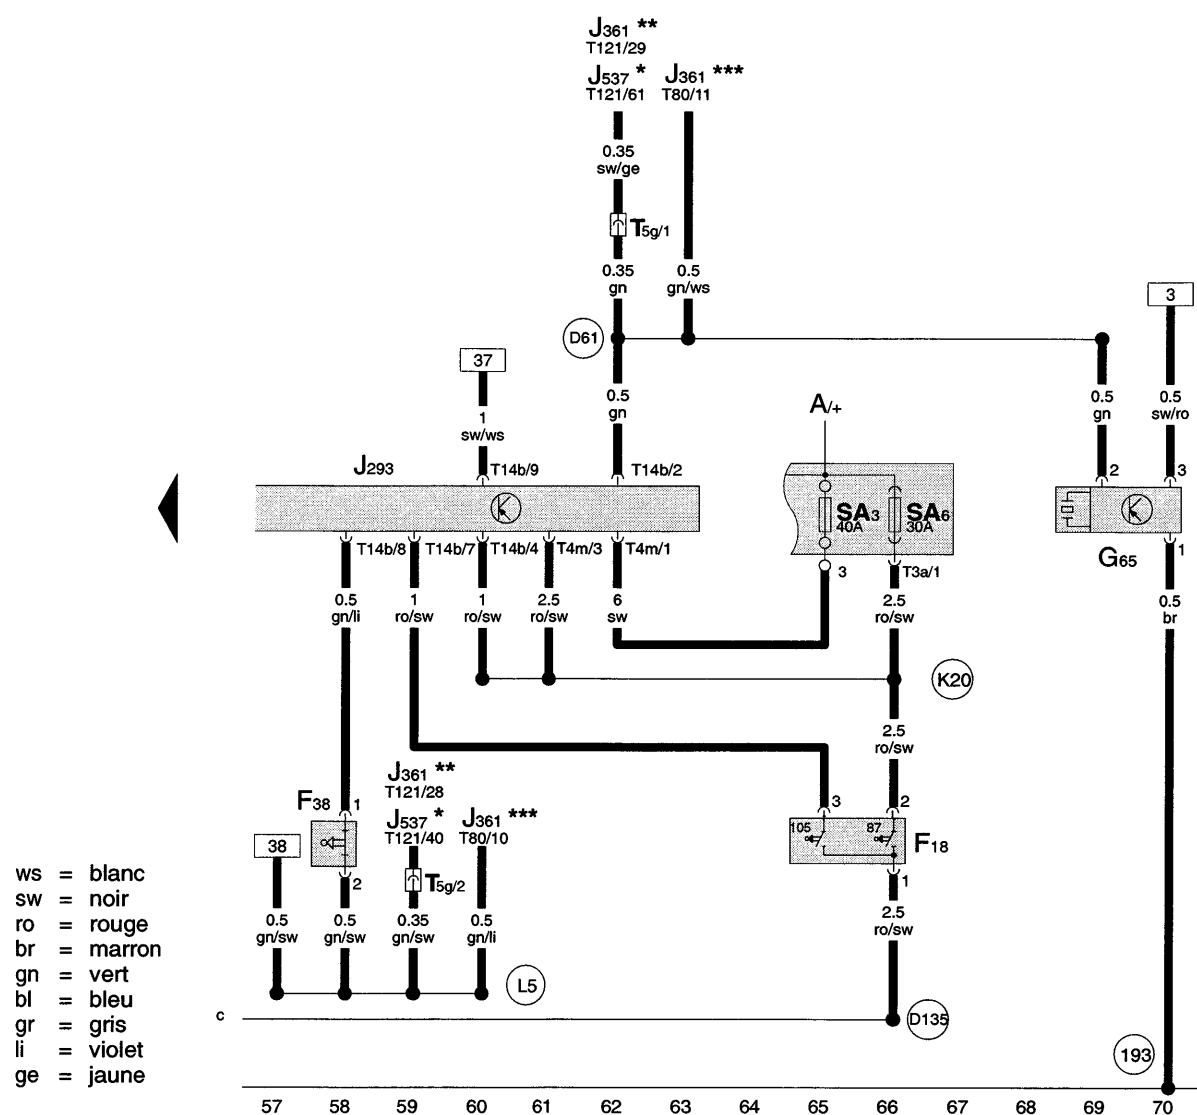 J361 **
T121/29
J537 * J361 ***
T121/61 T80/11
0.35
sw/ge
T5g/1
0.35 0.5
gn gn/ws
3
D61
37
0.5 0.5 0.5
gn gn sw/ro
1
sw/ws
A/+
J293 T14b/9 T14b/2 2 3
SA3 SA6
40A 30A
T14b/8 T14b/7 T14b/4 T4m/3 T4m/1 3 T3a/1 G65 1
0.5 1 1 2.5 6 2.5 0.5
gn/li ro/sw ro/sw ro/sw sw ro/sw br
K20
2.5
ro/sw
J361 **
T121/28
F38 1 3 2
J537 * J361 ***
T121/40 T80/10
105 87
F18
38
2 T5g/2 1
0.5 0.5 0.35 0.5 2.5
gn/sw gn/sw gn/sw gn/li ro/sw
L5
c D135
193
ws = blanc
sw = noir
ro = rouge
br = marron
gn = vert
bl = bleu
gr = gris
li = violet
ge = jaune
57 58 59 60 61 62 63 64 65 66 67 68 69 70